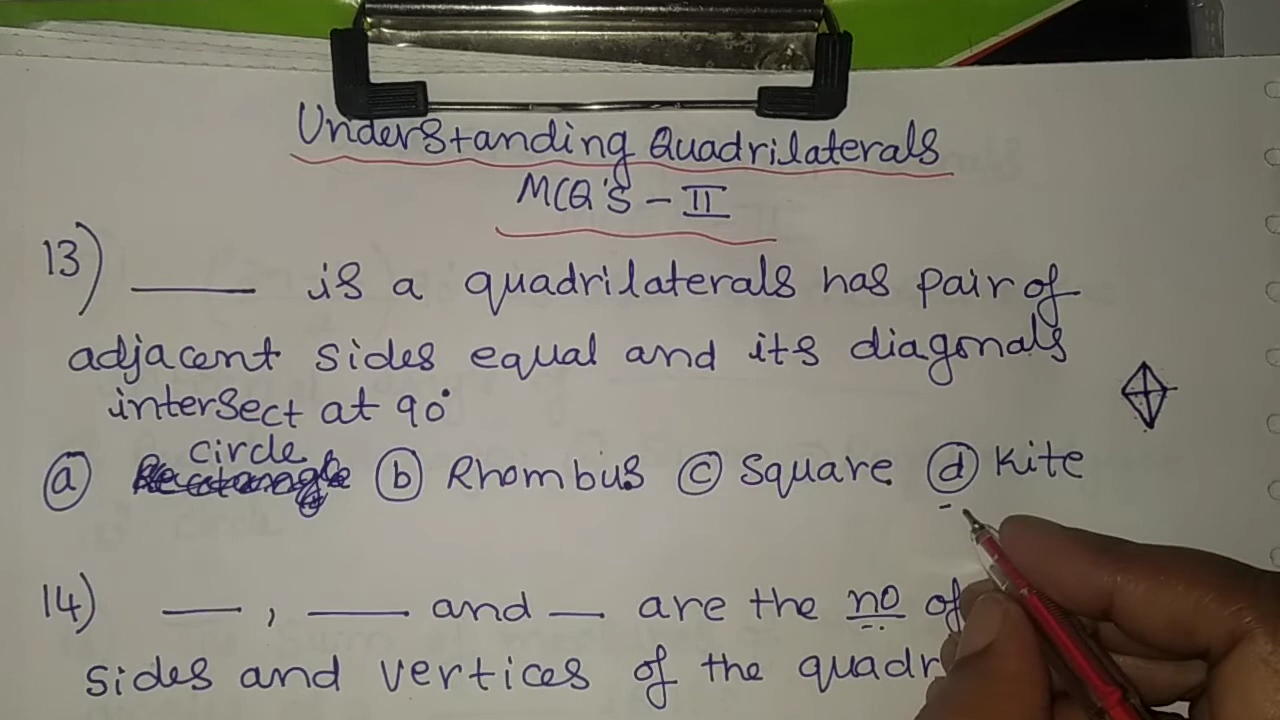 Understanding Quadrilaterals
MCQ'S - II
13) ____ is a quadrilaterals has pair of
adjacent sides equal and its diagonals
intersect at 90°
circle
ⓐ ⓑ Rhombus ⓒ Square ⓓ Kite
14) ___, ____ and ___ are the no of
sides and vertices of the quadr